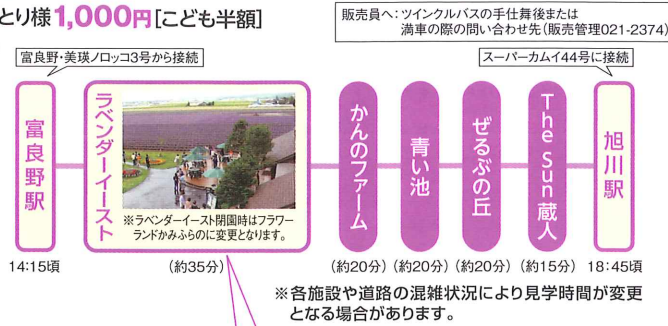 とり様1,000円[こども半額]
販売員へ:ツインクルバスの手仕舞後または
満車の際の問い合わせ先(販売管理021-2374)
富良野・美瑛ノロッコ3号から接続
スーパーカムイ44号に接続
富良野駅
ラベンダーイースト
※ラベンダーイースト閉園時はフラワー
ランドかみふらのに変更となります。
かんのファーム
青い池
ぜるぶの丘
The Sun 蔵人
旭川駅
14:15頃
(約35分)
(約20分)
(約20分)
(約20分)
(約15分)
18:45頃
※各施設や道路の混雑状況により見学時間が変更
となる場合があります。